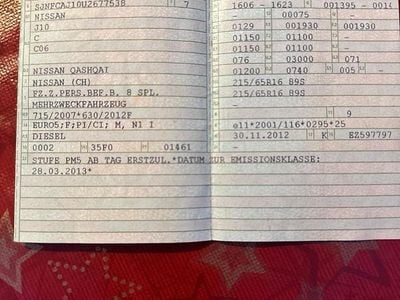 SJNFCAJ10U2677538 7
NISSAN
J10
C
C06
NISSAN QASHQAI
NISSAN (CH)
FZ.Z.PERS.BEF.B. 8 SPL.
MEHRZWECKFAHRZEUG
715/2007*630/2012F
EURO5;F;PI/CI; M, N1 I
DIESEL
0002 35F0 01461
STUFE PM5 AB TAG ERSTZUL.*DATUM ZUR EMISSIONSKLASSE:
28.03.2013*
1606 - 1623 001395 - 0014
- 00075 - -
0129 001930 001930
01150 01100 -
01150 01100 -
076 03000 071
01200 0740 005 -
215/65R16 89S
215/65R16 89S
-
- 9
e11*2001/116*0295*25
30.11.2012 K EZ597797